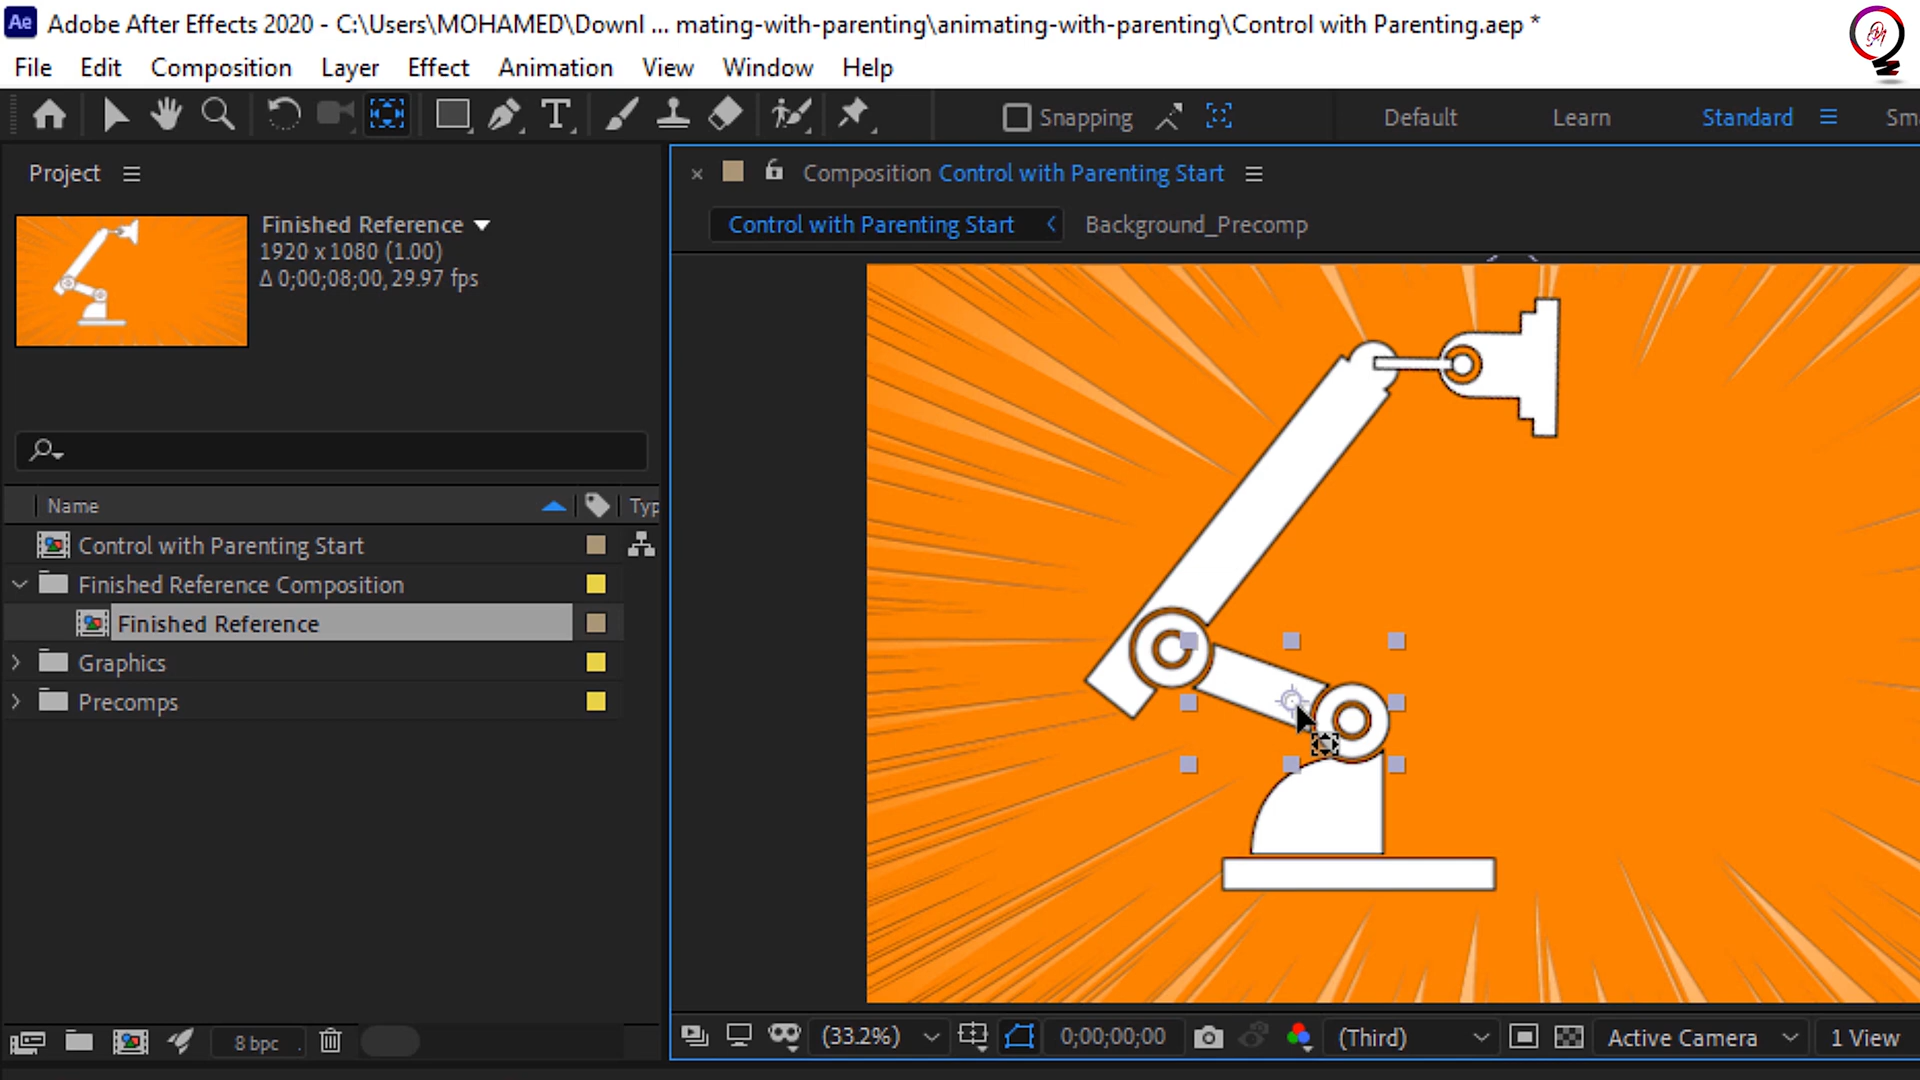 Ae Adobe After Effects 2020 - C:\Users\MOHAMED\Downl ... mating-with-parenting\animating-with-parenting\Control with Parenting.aep *
File Edit Composition Layer Effect Animation View Window Help
Snapping Default Learn Standard Sm
Project
Composition Control with Parenting Start
Control with Parenting Start Background_Precomp
Finished Reference
1920 x 1080 (1.00)
Δ 0;00;08;00, 29.97 fps
Name Typ
Control with Parenting Start
Finished Reference Composition
Finished Reference
Graphics
Precomps
8 bpc
(33.2%) 0;00;00;00 (Third) Active Camera 1 View